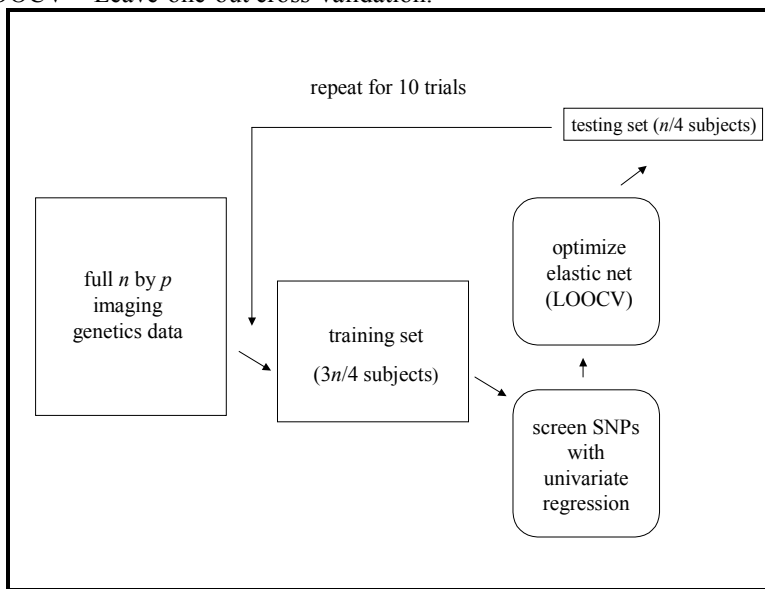 LOOCV = Leave-one-out cross-validation.
repeat for 10 trials
testing set (n/4 subjects)
full n by p
imaging
genetics data
training set
(3n/4 subjects)
optimize
elastic net
(LOOCV)
screen SNPs
with
univariate
regression